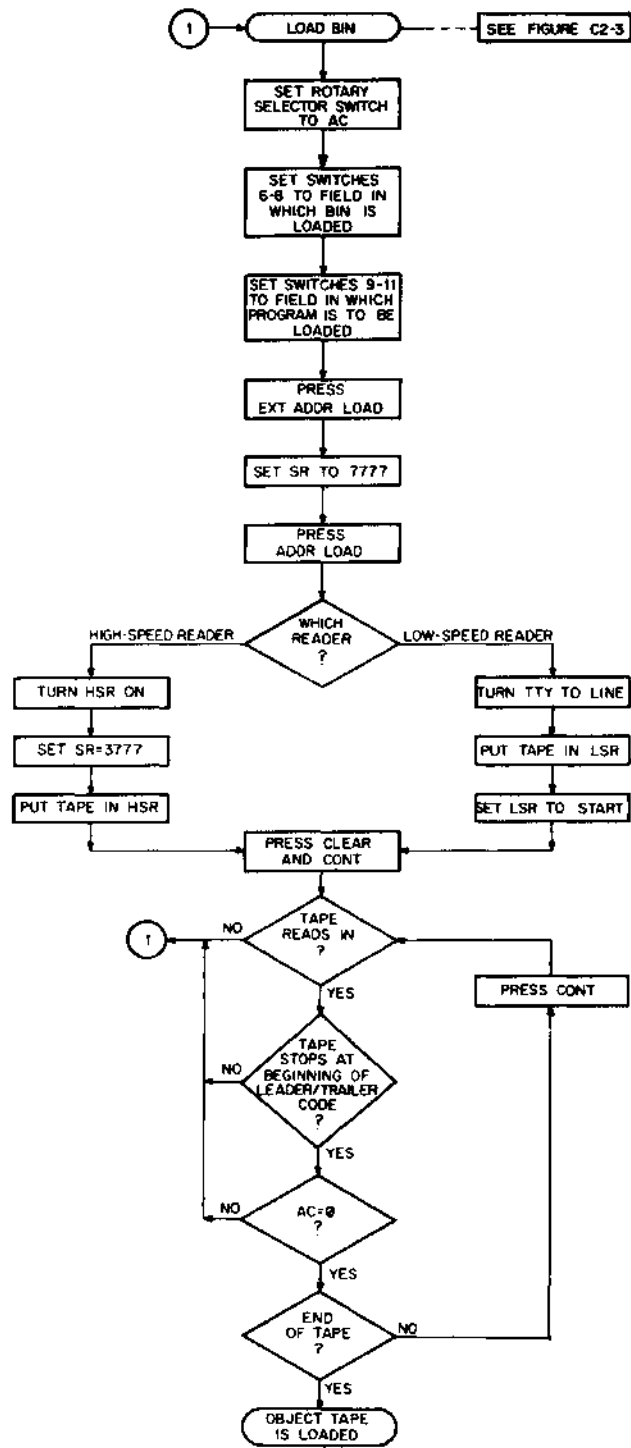 1
LOAD BIN
SEE FIGURE C2-3
SET ROTARY
SELECTOR SWITCH
TO AC
SET SWITCHES
6-8 TO FIELD IN
WHICH BIN IS
LOADED
SET SWITCHES 9-11
TO FIELD IN WHICH
PROGRAM IS TO BE
LOADED
PRESS
EXT ADDR LOAD
SET SR TO 7777
PRESS
ADDR LOAD
WHICH
READER
?
HIGH-SPEED READER
LOW-SPEED READER
TURN HSR ON
TURN TTY TO LINE
SET SR=3777
PUT TAPE IN LSR
PUT TAPE IN HSR
SET LSR TO START
PRESS CLEAR
AND CONT
TAPE
READS IN
?
NO
1
YES
PRESS CONT
TAPE
STOPS AT
BEGINNING OF
LEADER/TRAILER
CODE
?
NO
YES
AC=0
?
NO
YES
END
OF TAPE
?
NO
YES
OBJECT TAPE
IS LOADED